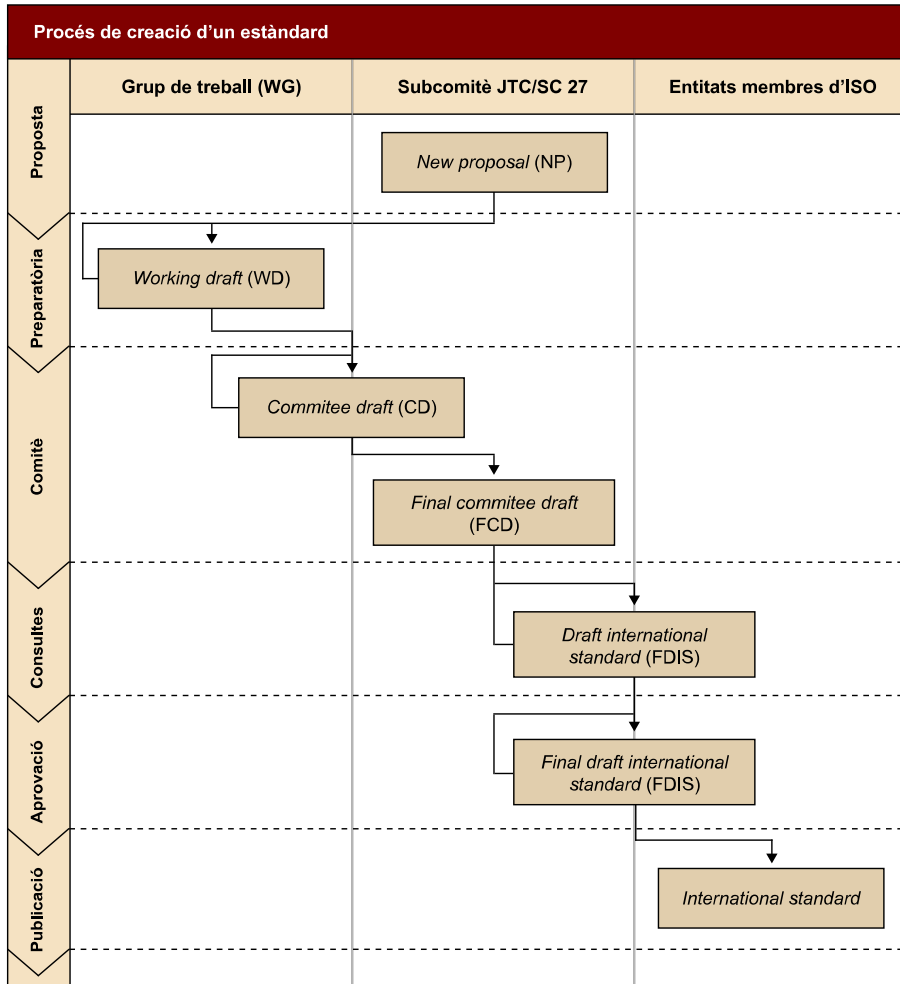 Procés de creació d’un estàndard
Grup de treball (WG)
Subcomitè JTC/SC 27
Entitats membres d’ISO
Proposta
New proposal (NP)
Preparatòria
Working draft (WD)
Comitè
Commitee draft (CD)
Final commitee draft
(FCD)
Consultes
Draft international
standard (FDIS)
Aprovació
Final draft international
standard (FDIS)
Publicació
International standard